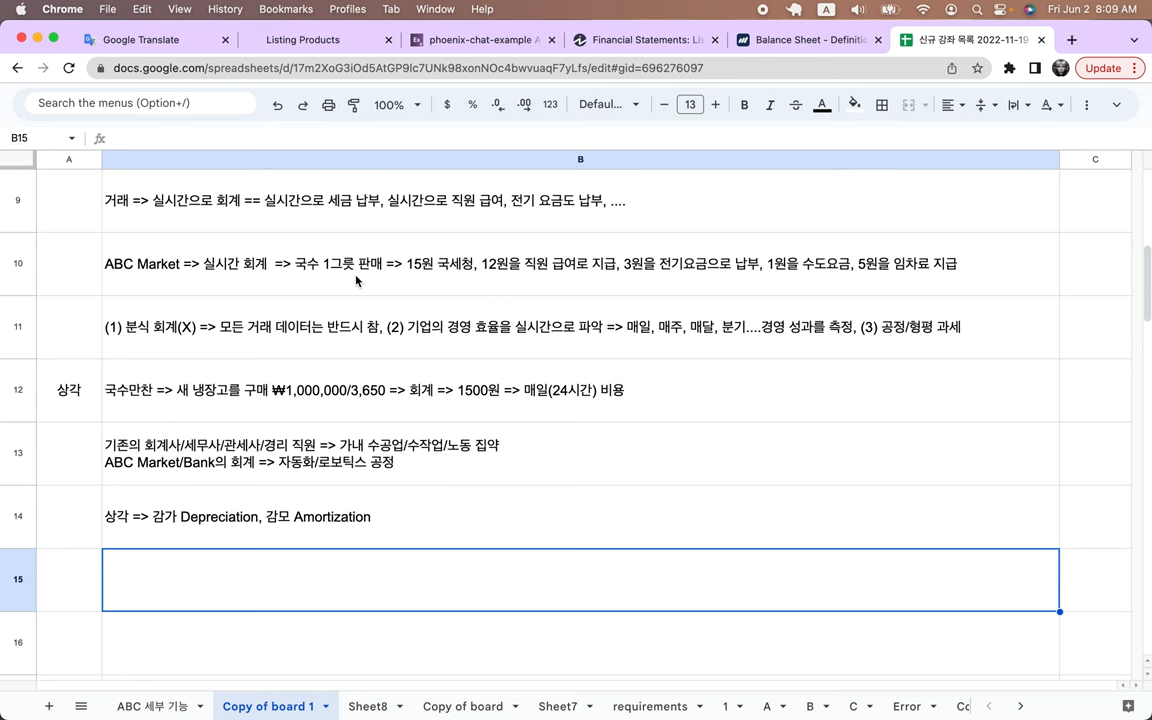 Chrome File Edit View History Bookmarks Profiles Tab Window Help A Fri Jun 2 8:09 AM
Google Translate Listing Products Ex phoenix-chat-example A Financial Statements: Lis Balance Sheet - Definitio 신규 강좌 목록 2022-11-19
docs.google.com/spreadsheets/d/17m2XoG3iOd5AtGP9lc7UNk98xonNOc4bwvuaqF7yLfs/edit#gid=696276097 Update
Search the menus (Option+/) 100% $ % .0 .00 123 Defaul... 13 B I A
B15 fx
A B C
9 거래 => 실시간으로 회계 == 실시간으로 세금 납부, 실시간으로 직원 급여, 전기 요금도 납부, ....
10 ABC Market => 실시간 회계 => 국수 1그릇 판매 => 15원 국세청, 12원을 직원 급여로 지급, 3원을 전기요금으로 납부, 1원을 수도요금, 5원을 임차료 지급
11 (1) 분식 회계(X) => 모든 거래 데이터는 반드시 참, (2) 기업의 경영 효율을 실시간으로 파악 => 매일, 매주, 매달, 분기....경영 성과를 측정, (3) 공정/형평 과세
12 상각 국수만찬 => 새 냉장고를 구매 ₩1,000,000/3,650 => 회계 => 1500원 => 매일(24시간) 비용
13 기존의 회계사/세무사/관세사/경리 직원 => 가내 수공업/수작업/노동 집약
ABC Market/Bank의 회계 => 자동화/로보틱스 공정
14 상각 => 감가 Depreciation, 감모 Amortization
15
16
ABC 세부 기능 Copy of board 1 Sheet8 Copy of board Sheet7 requirements 1 A B C Error Co